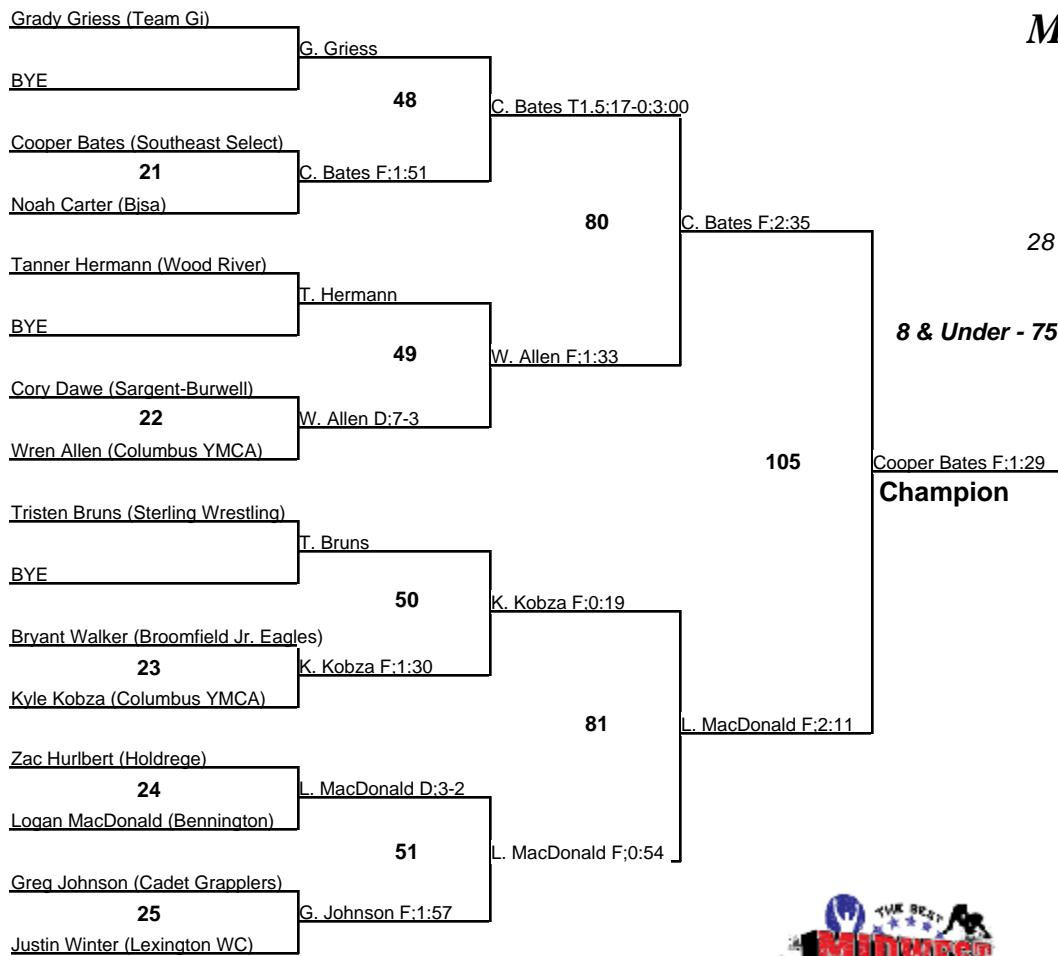 Grady Griess (Team Gi)
M
G. Griess
BYE
48
C. Bates T1.5;17-0;3:00
Cooper Bates (Southeast Select)
21
C. Bates F;1:51
Noah Carter (Bjsa)
80
C. Bates F;2:35
28
Tanner Hermann (Wood River)
T. Hermann
BYE
8 & Under - 75
49
W. Allen F;1:33
Cory Dawe (Sargent-Burwell)
22
W. Allen D;7-3
Wren Allen (Columbus YMCA)
105
Cooper Bates F;1:29
Champion
Tristen Bruns (Sterling Wrestling)
T. Bruns
BYE
50
K. Kobza F;0:19
Bryant Walker (Broomfield Jr. Eagles)
23
K. Kobza F;1:30
Kyle Kobza (Columbus YMCA)
81
L. MacDonald F;2:11
Zac Hurlbert (Holdrege)
24
L. MacDonald D;3-2
Logan MacDonald (Bennington)
51
L. MacDonald F;0:54
Greg Johnson (Cadet Grapplers)
25
G. Johnson F;1:57
Justin Winter (Lexington WC)
THE BEST
MIDWEST